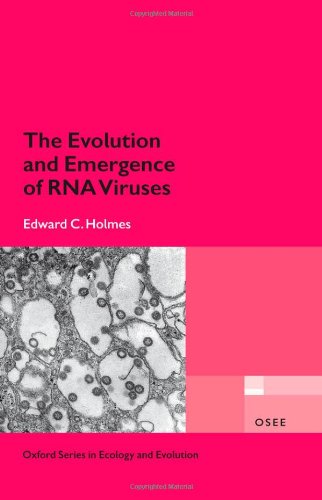 The Evolution
and Emergence
of RNA Viruses
Edward C. Holmes
OSEE
Oxford Series in Ecology and Evolution